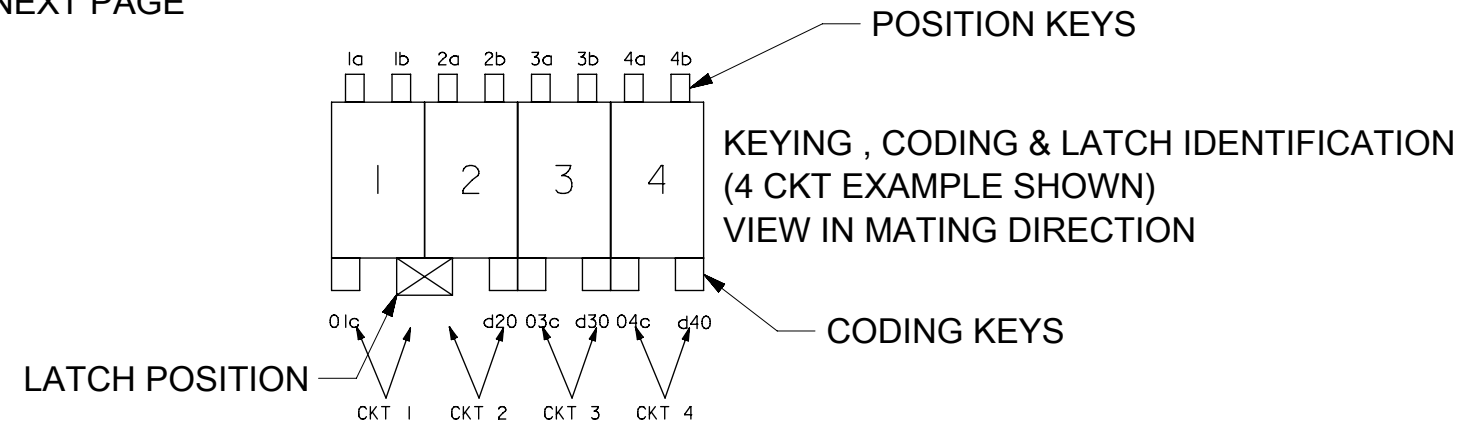 NEXT PAGE
POSITION KEYS
1a 1b 2a 2b 3a 3b 4a 4b
1 2 3 4
KEYING , CODING & LATCH IDENTIFICATION
(4 CKT EXAMPLE SHOWN)
VIEW IN MATING DIRECTION
01c d20 03c d30 04c d40
CODING KEYS
LATCH POSITION
CKT 1 CKT 2 CKT 3 CKT 4